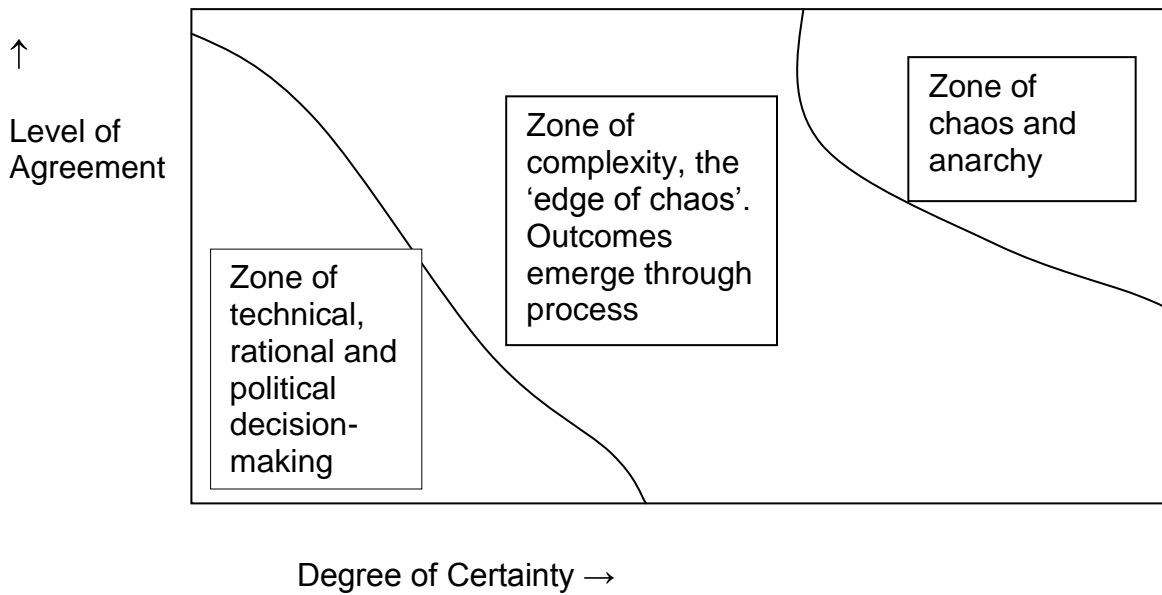 ↑
Level of
Agreement
Zone of
technical,
rational and
political
decision-
making
Zone of
complexity, the
‘edge of chaos’.
Outcomes
emerge through
process
Zone of
chaos and
anarchy
Degree of Certainty →